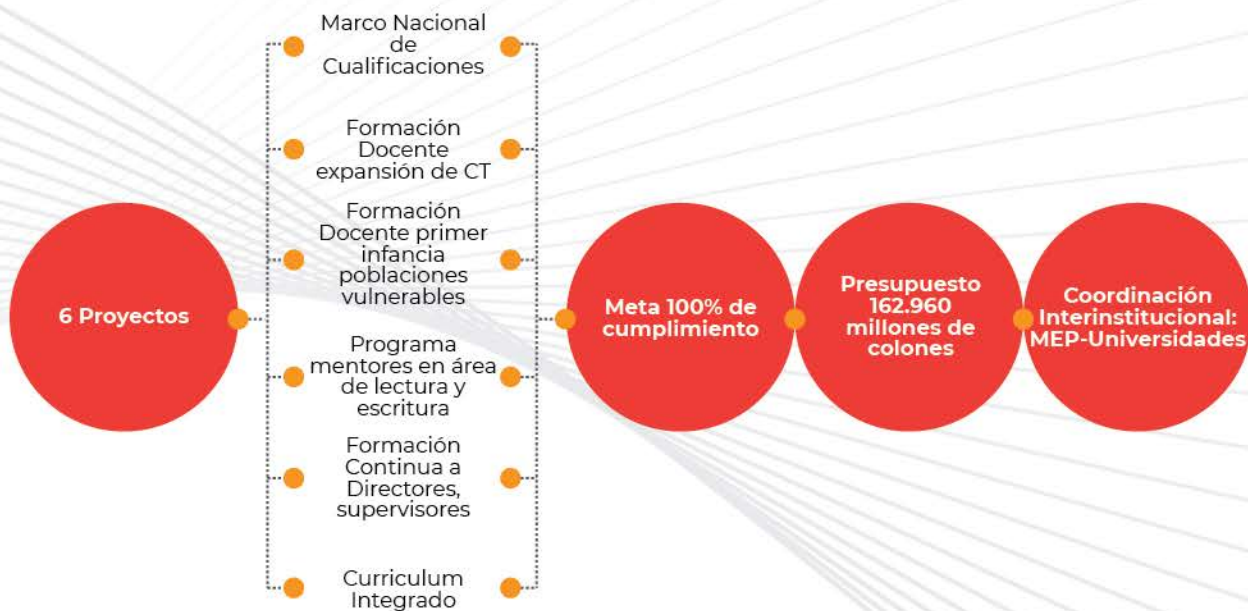 6 Proyectos
Marco Nacional
de
Cualificaciones
Formación
Docente
expansión de CT
Formación
Docente primer
infancia
poblaciones
vulnerables
Programa
mentores en área
de lectura y
escritura
Formación
Continua a
Directores,
supervisores
Curriculum
Integrado
Meta 100% de
cumplimiento
Presupuesto
162.960
millones de
colones
Coordinación
Interinstitucional:
MEP-Universidades